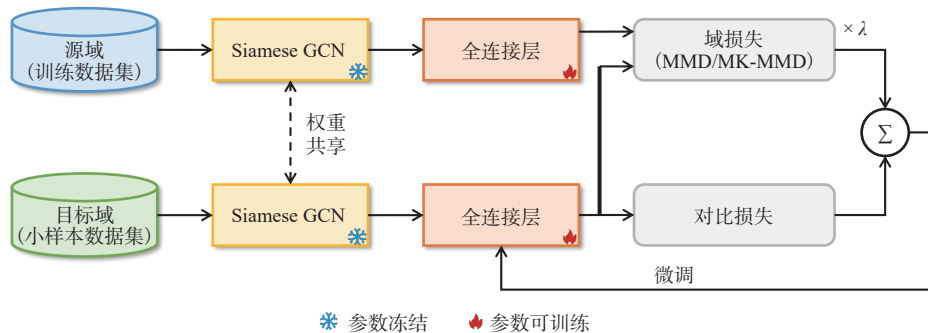 源域
(训练数据集)
Siamese GCN
全连接层
域损失
(MMD/MK-MMD)
× λ
权重
共享
Σ
目标域
(小样本数据集)
Siamese GCN
全连接层
对比损失
微调
参数冻结
参数可训练